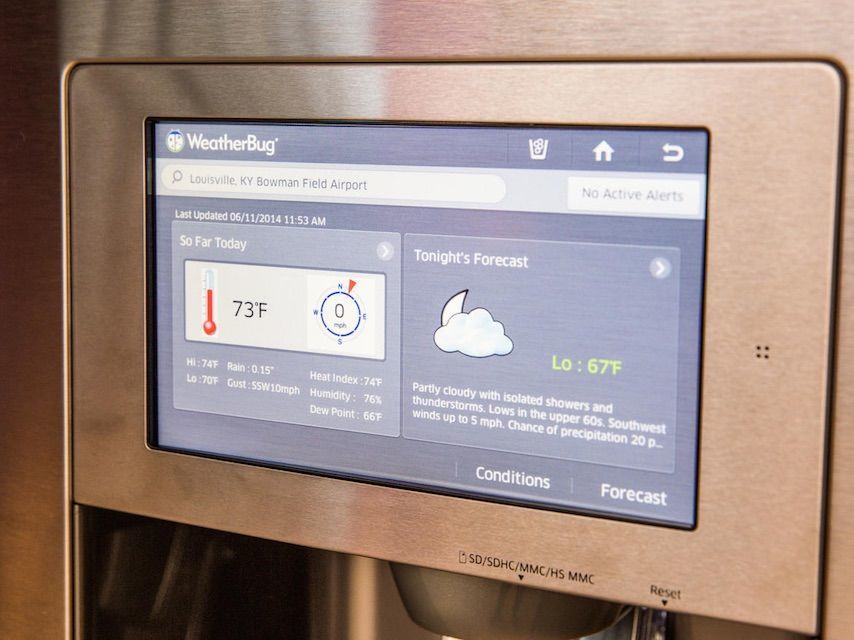 WeatherBug
Louisville, KY Bowman Field Airport
No Active Alerts
Last Updated 06/11/2014 11:53 AM
So Far Today
73°F
N
W
0
E
mph
S
Hi : 74°F
Lo : 70°F
Rain : 0.15"
Gust : SSW10mph
Heat Index : 74°F
Humidity : 76%
Dew Point : 66°F
Tonight's Forecast
Lo : 67°F
Partly cloudy with isolated showers and
thunderstorms. Lows in the upper 60s. Southwest
winds up to 5 mph. Chance of precipitation 20 p...
Conditions
Forecast
SD/SDHC/MMC/HS MMC
Reset